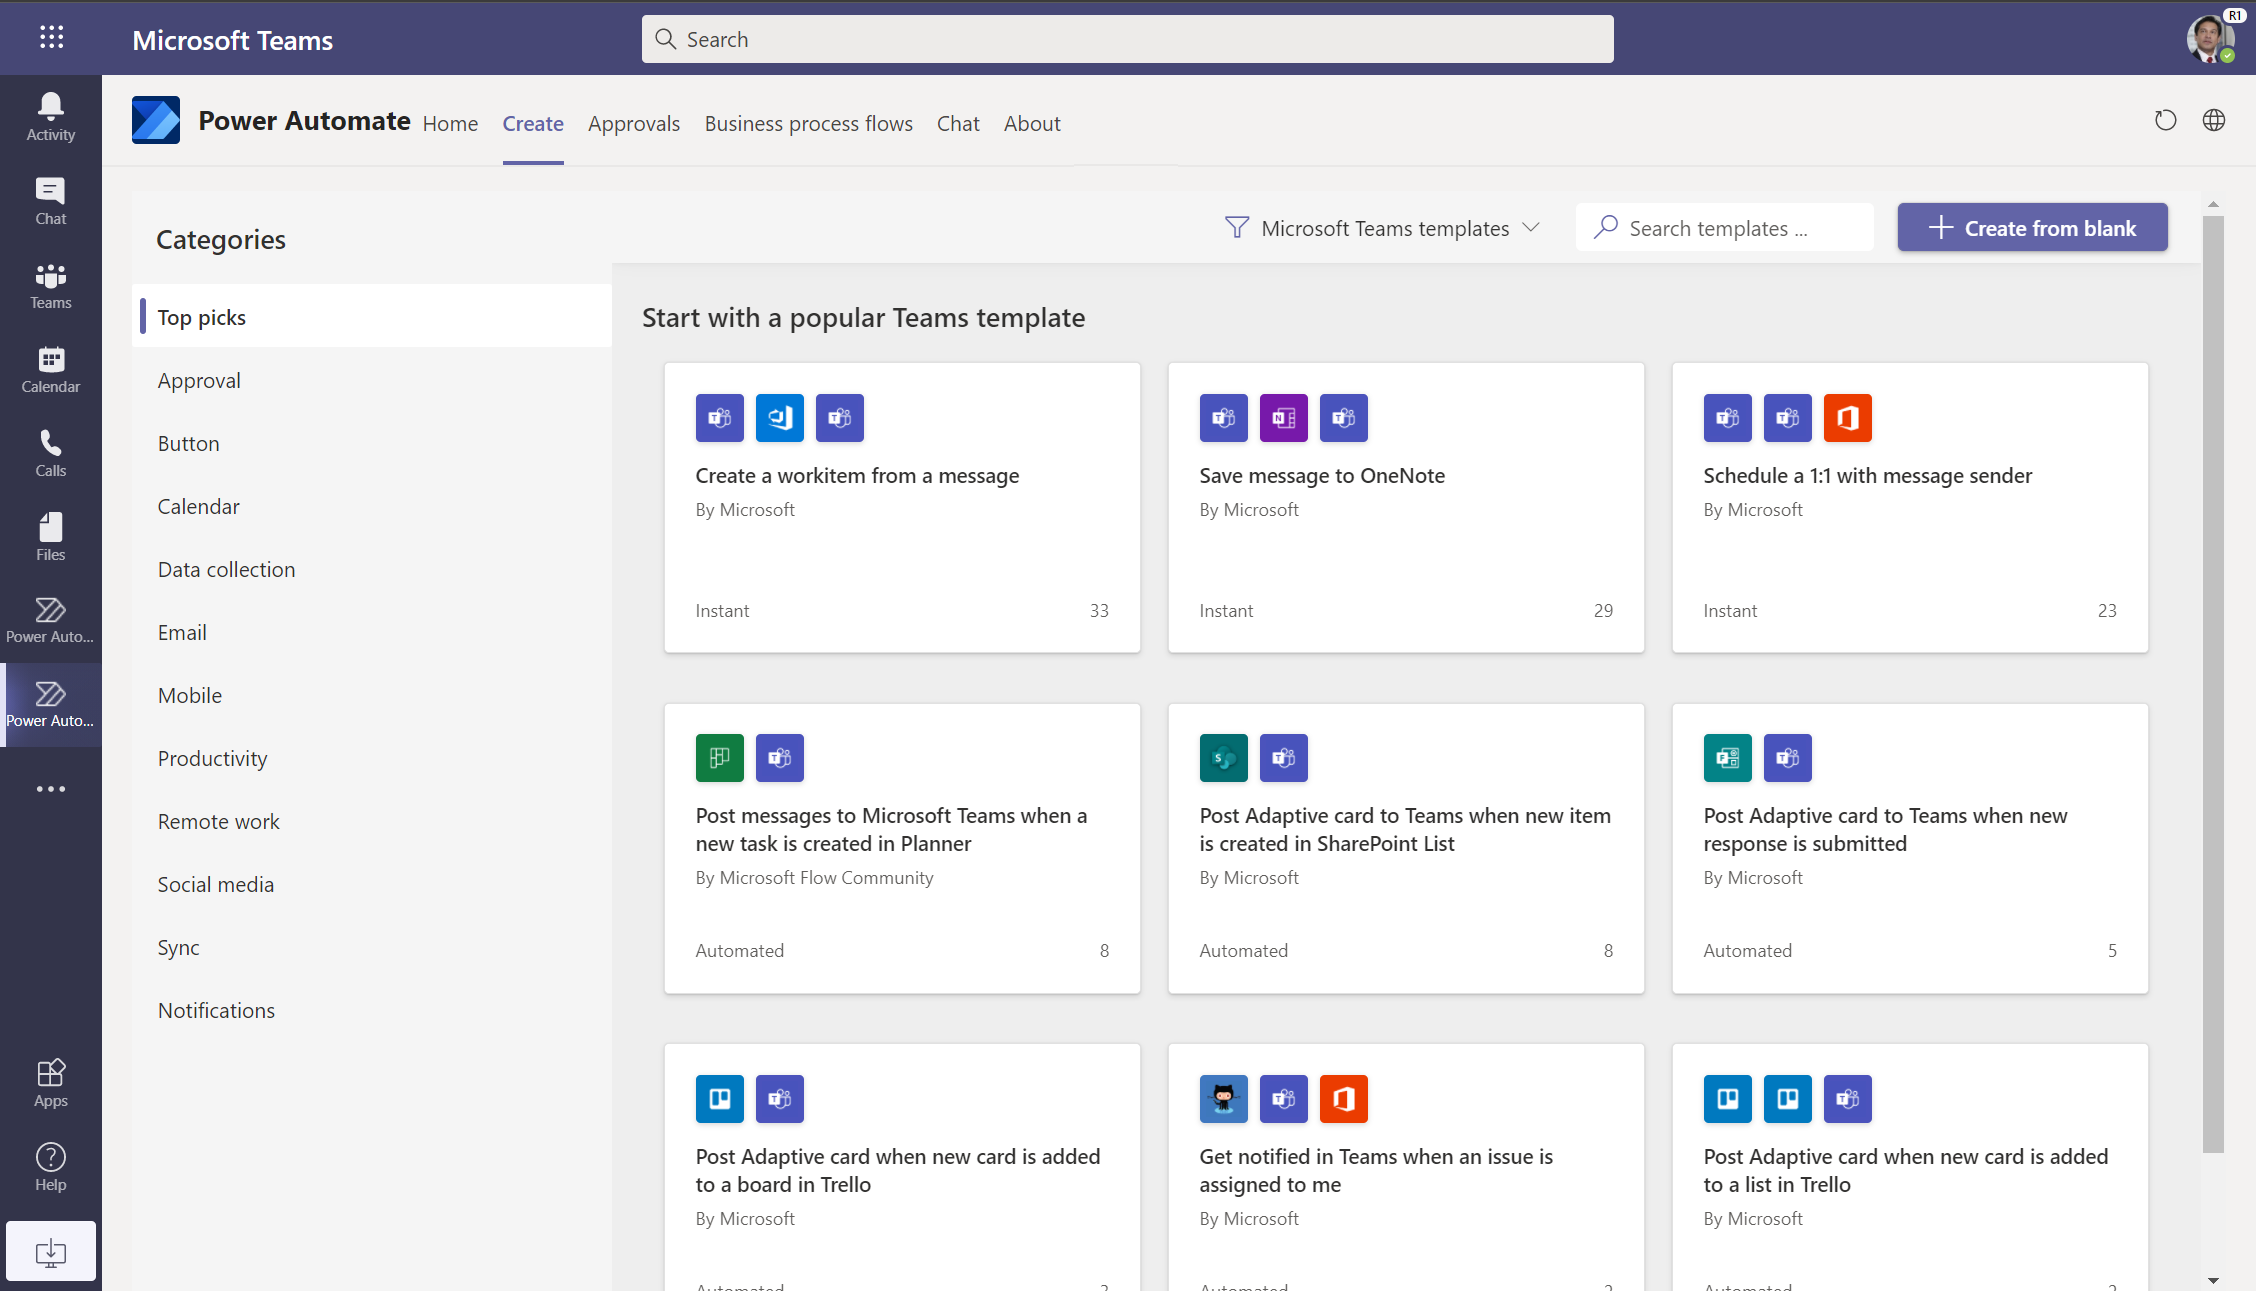 Microsoft Teams
Search
R1
Activity
Chat
Teams
Calendar
Calls
Files
Power Auto...
Power Auto...
Apps
Help
Power Automate Home Create Approvals Business process flows Chat About
Categories
Top picks
Approval
Button
Calendar
Data collection
Email
Mobile
Productivity
Remote work
Social media
Sync
Notifications
Microsoft Teams templates
Search templates ...
Create from blank
Start with a popular Teams template
Create a workitem from a message
By Microsoft
Instant 33
Save message to OneNote
By Microsoft
Instant 29
Schedule a 1:1 with message sender
By Microsoft
Instant 23
Post messages to Microsoft Teams when a
new task is created in Planner
By Microsoft Flow Community
Automated 8
Post Adaptive card to Teams when new item
is created in SharePoint List
By Microsoft
Automated 8
Post Adaptive card to Teams when new
response is submitted
By Microsoft
Automated 5
Post Adaptive card when new card is added
to a board in Trello
By Microsoft
Automated
Get notified in Teams when an issue is
assigned to me
By Microsoft
Automated
Post Adaptive card when new card is added
to a list in Trello
By Microsoft
Automated